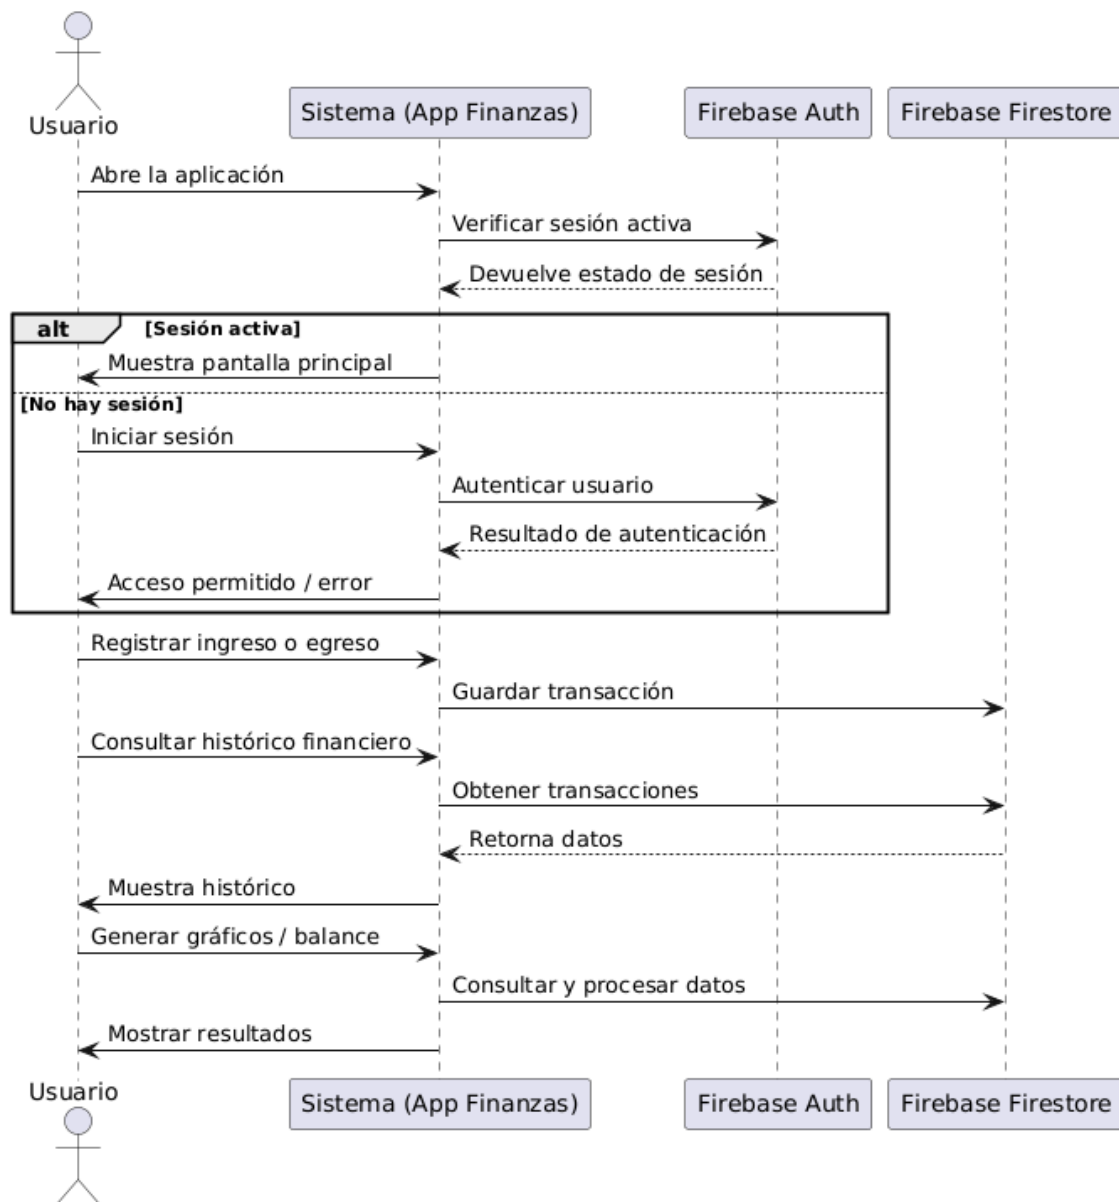 Usuario
Sistema (App Finanzas)
Firebase Auth
Firebase Firestore
Abre la aplicación
Verificar sesión activa
Devuelve estado de sesión
alt
[Sesión activa]
Muestra pantalla principal
[No hay sesión]
Iniciar sesión
Autenticar usuario
Resultado de autenticación
Acceso permitido / error
Registrar ingreso o egreso
Guardar transacción
Consultar histórico financiero
Obtener transacciones
Retorna datos
Muestra histórico
Generar gráficos / balance
Consultar y procesar datos
Mostrar resultados
Usuario
Sistema (App Finanzas)
Firebase Auth
Firebase Firestore